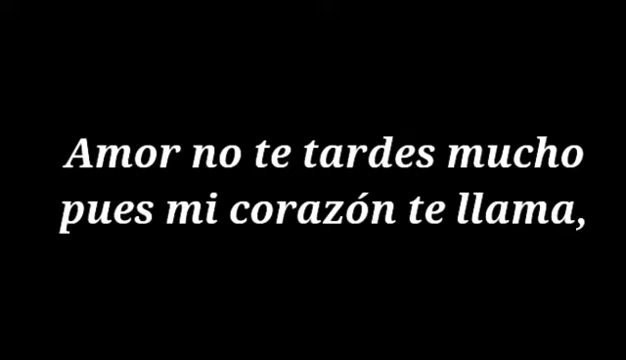 Amor no te tardes mucho
pues mi corazón te llama,